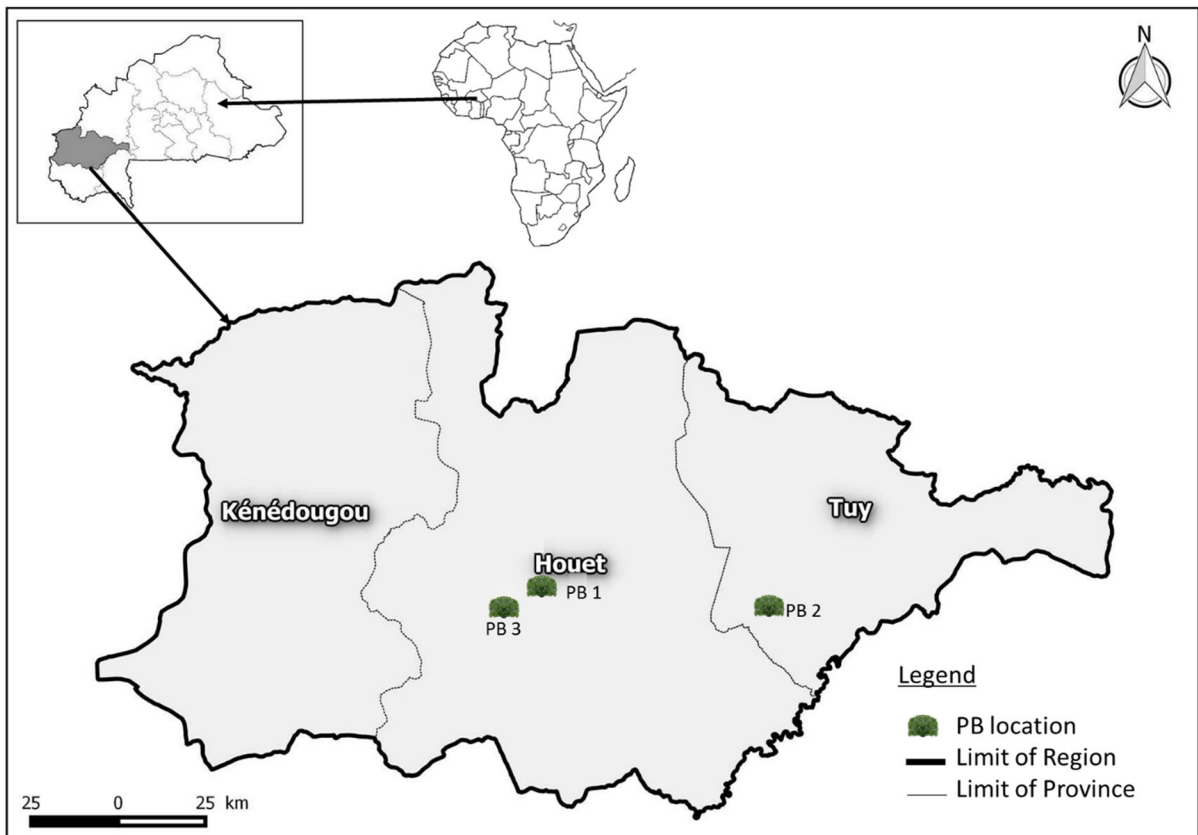 N
Kénédougou
Tuy
Houet
PB 1
PB 2
PB 3
Legend
PB location
Limit of Region
Limit of Province
25 0 25 km